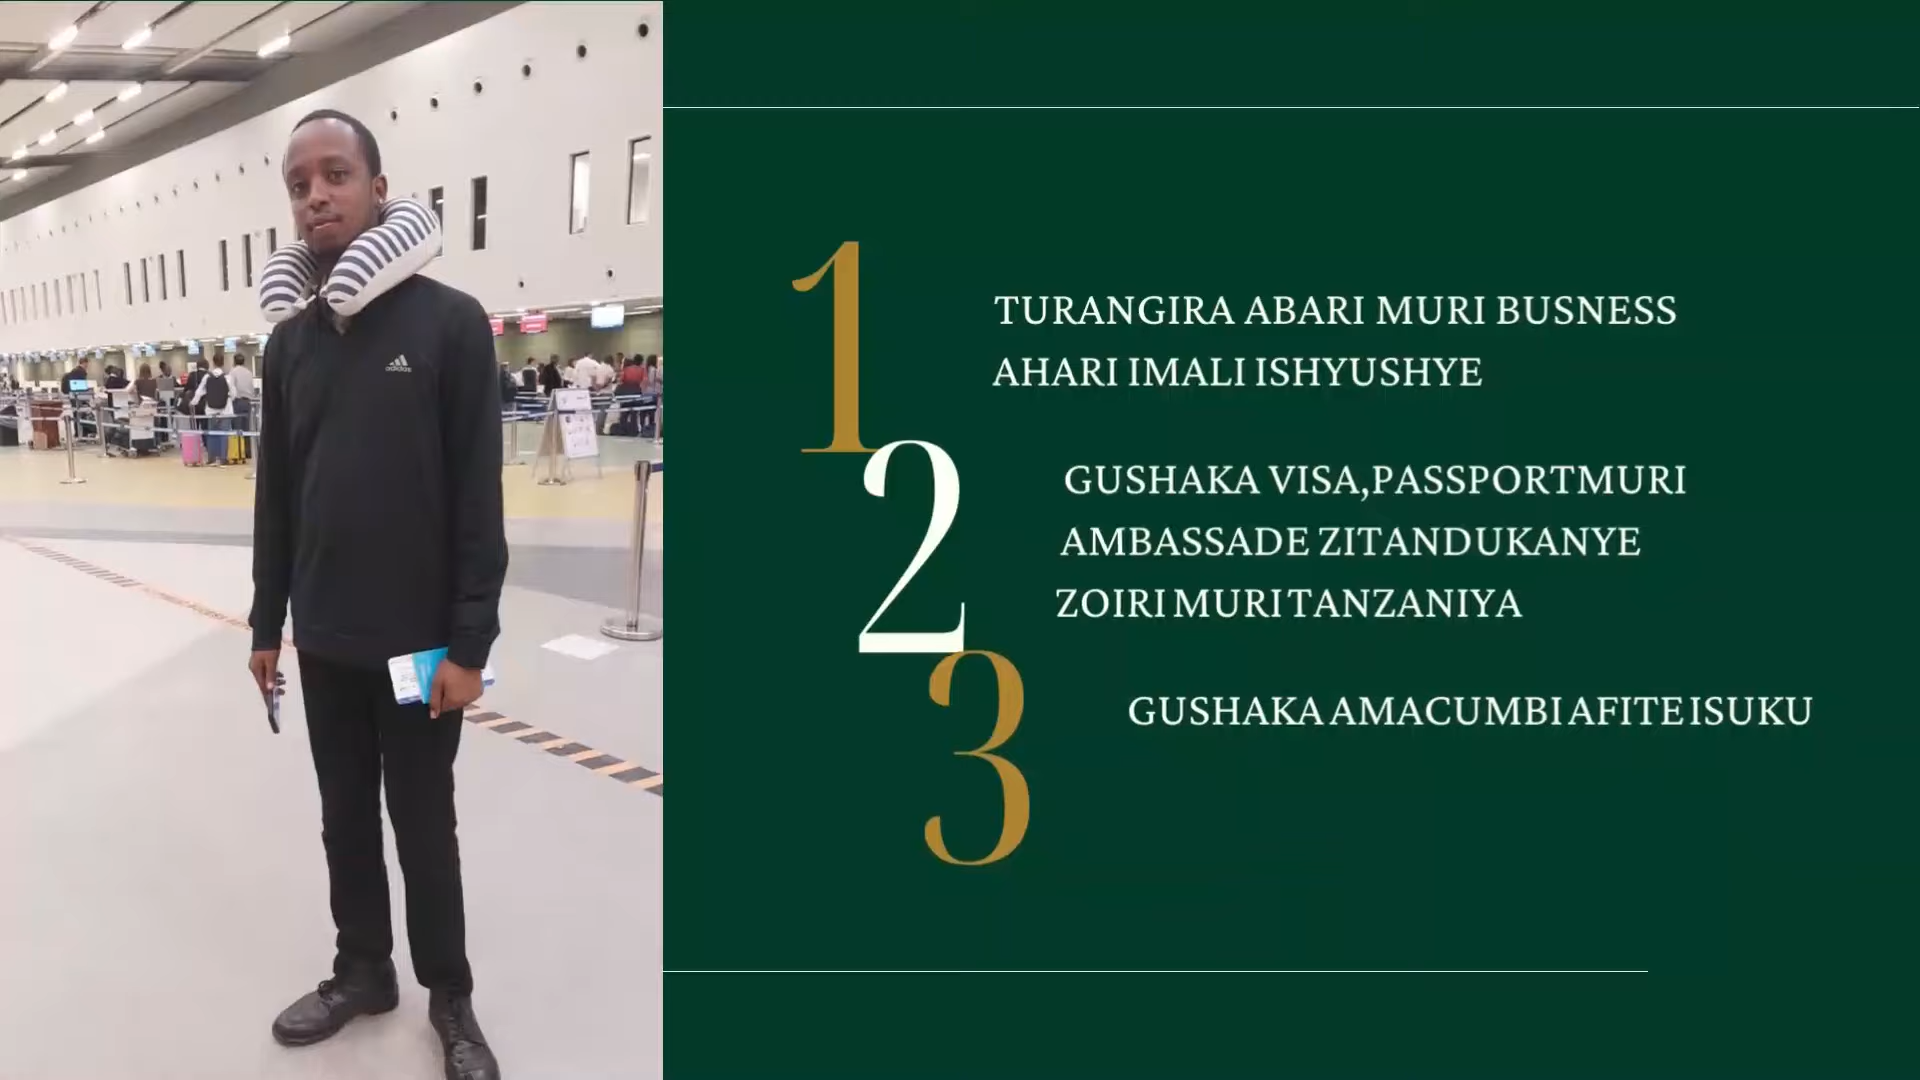 adidas
1
TURANGIRA ABARI MURI BUSNESS
AHARI IMALI ISHYUSHYE
2
GUSHAKA VISA,PASSPORTMURI
AMBASSADE ZITANDUKANYE
ZOIRI MURI TANZANIYA
3
GUSHAKA AMACUMBI AFITE ISUKU